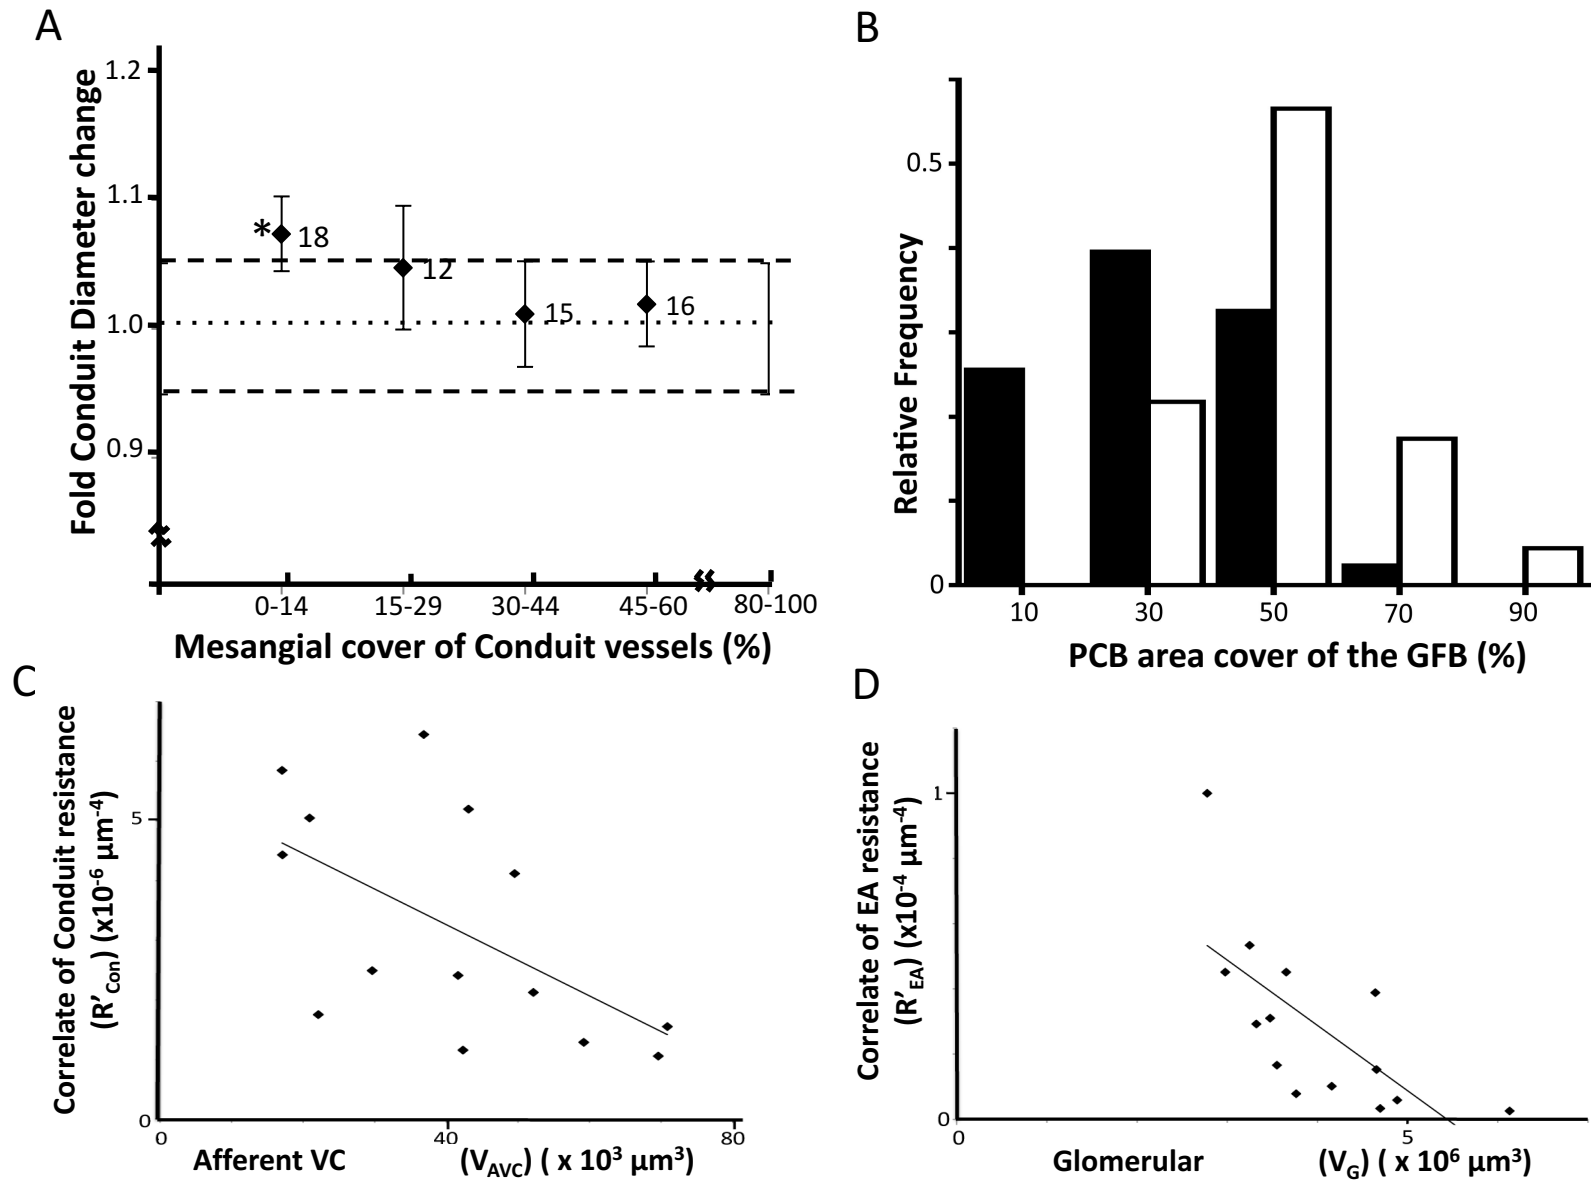 A
Fold Conduit Diameter change
1.2
1.1
1.0
0.9
*
18
12
15
16
0-14 15-29 30-44 45-60 80-100
Mesangial cover of Conduit vessels (%)
B
Relative Frequency
0.5
0
10 30 50 70 90
PCB area cover of the GFB (%)
C
Correlate of Conduit resistance
(R’Con) (x10-6 µm-4)
5
0
0 40 80
Afferent VC (VAVC) ( x 103 µm3)
D
Correlate of EA resistance
(R’EA) (x10-4 µm-4)
1
0
0 5
Glomerular (VG) ( x 106 µm3)